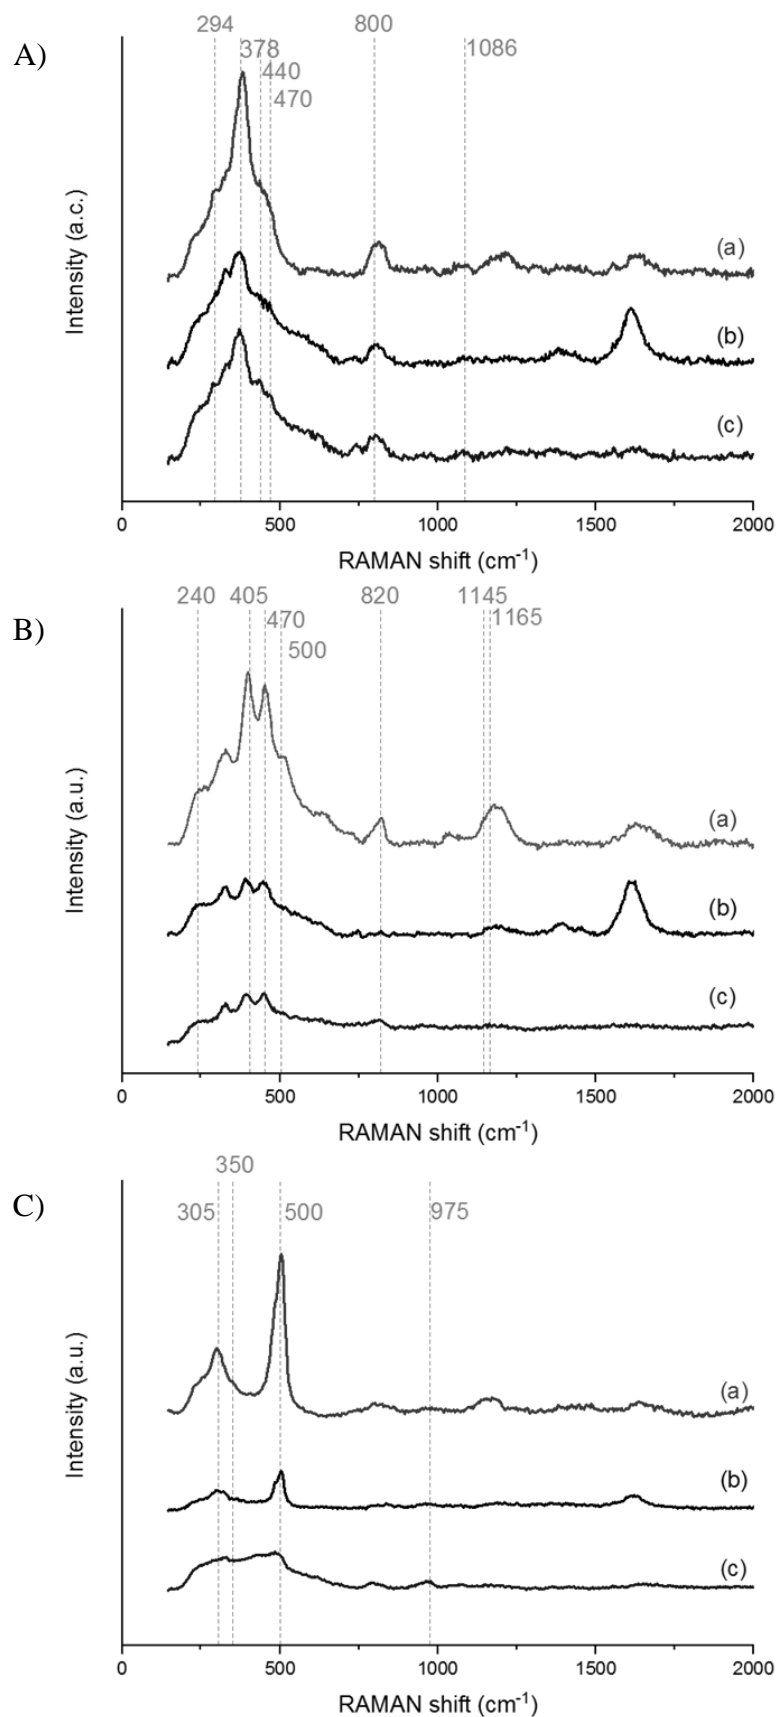 A)
294
378
440
470
800
1086
Intensity (a.c.)
(a)
(b)
(c)
0 500 1000 1500 2000
RAMAN shift (cm⁻¹)
B)
240 405 820 1145
470 1165
500
Intensity (a.u.)
(a)
(b)
(c)
0 500 1000 1500 2000
RAMAN shift (cm⁻¹)
C)
350
305 500 975
Intensity (a.u.)
(a)
(b)
(c)
0 500 1000 1500 2000
RAMAN shift (cm⁻¹)